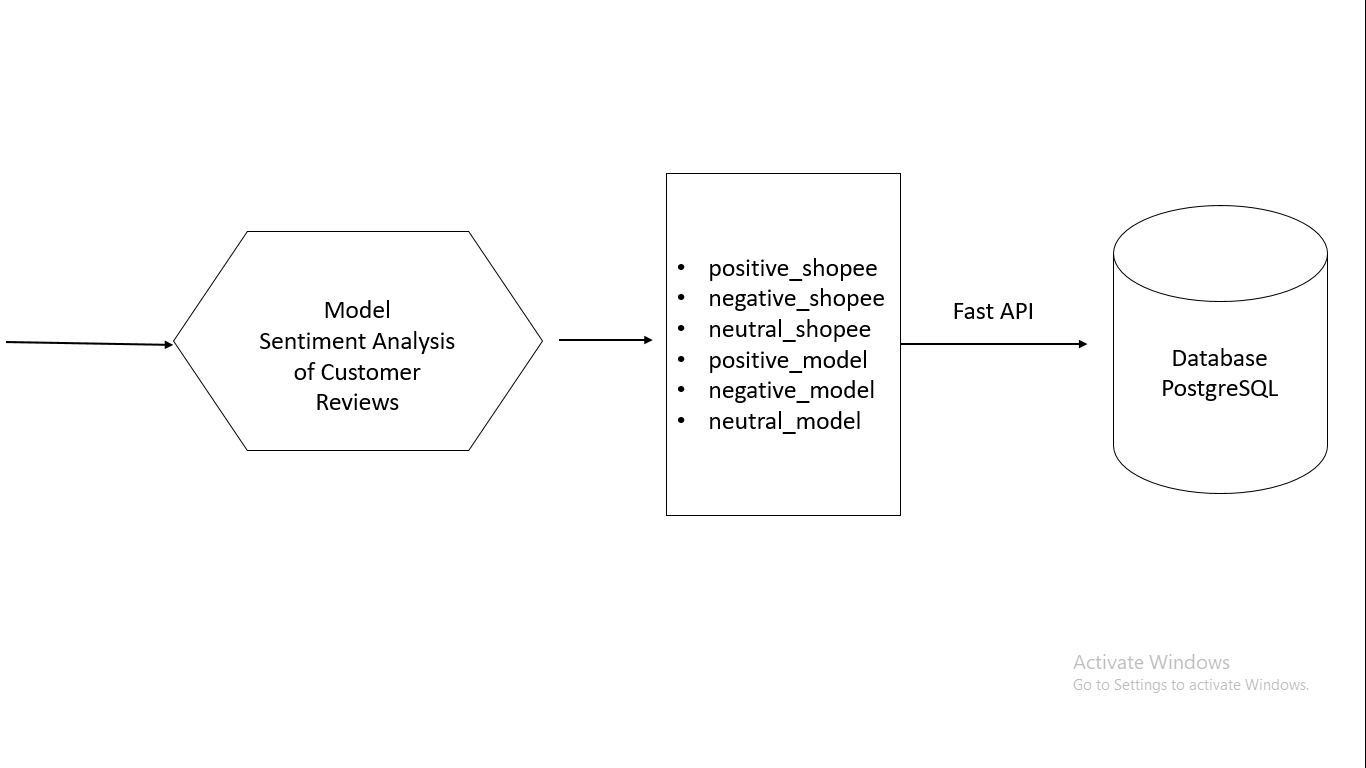 Model
Sentiment Analysis
of Customer
Reviews
• positive_shopee
• negative_shopee
• neutral_shopee
• positive_model
• negative_model
• neutral_model
Fast API
Database
PostgreSQL
Activate Windows
Go to Settings to activate Windows.